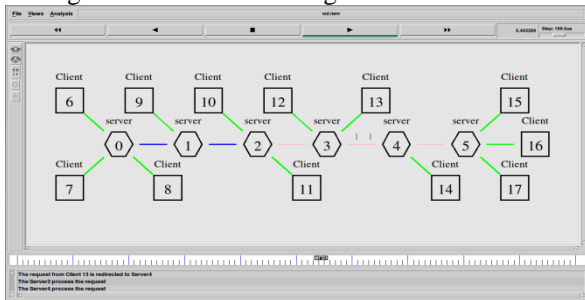 File Views Analysis out.nam
5.443289 Step: 199.5us
Client Client Client Client Client Client
6 9 10 12 13 15
server server server server server server Client
0 1 2 3 4 5 16
Client Client Client Client Client
7 8 11 14 17
The request from Client 13 is redirected to Server4
The Server3 process the request
The Server4 process the request